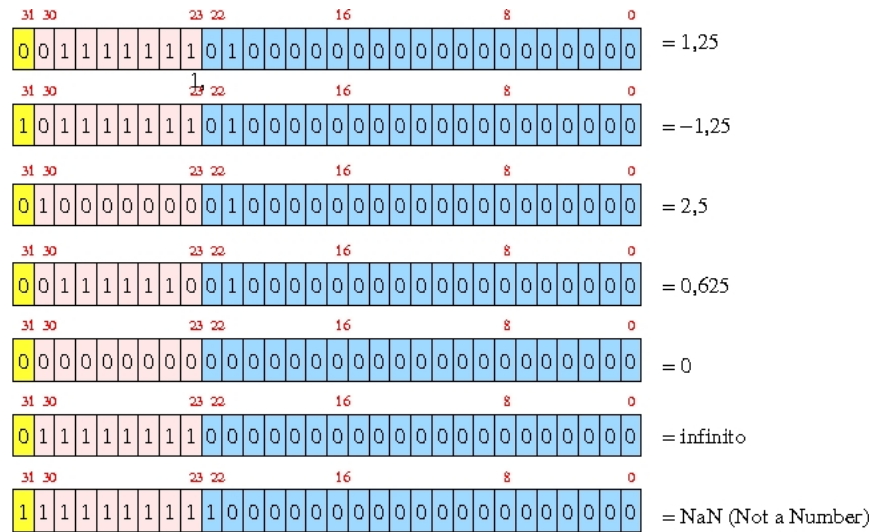 31 30 23 22 16 8 0
0 0 1 1 1 1 1 1 1 0 1 0 0 0 0 0 0 0 0 0 0 0 0 0 0 0 0 0 0 0 = 1,25
1,
31 30 23 22 16 8 0
1 0 1 1 1 1 1 1 1 0 1 0 0 0 0 0 0 0 0 0 0 0 0 0 0 0 0 0 0 0 = −1,25
31 30 23 22 16 8 0
0 1 0 0 0 0 0 0 0 0 1 0 0 0 0 0 0 0 0 0 0 0 0 0 0 0 0 0 0 0 = 2,5
31 30 23 22 16 8 0
0 0 1 1 1 1 1 1 0 0 1 0 0 0 0 0 0 0 0 0 0 0 0 0 0 0 0 0 0 0 = 0,625
31 30 23 22 16 8 0
0 0 0 0 0 0 0 0 0 0 0 0 0 0 0 0 0 0 0 0 0 0 0 0 0 0 0 0 0 0 = 0
31 30 23 22 16 8 0
0 1 1 1 1 1 1 1 1 0 0 0 0 0 0 0 0 0 0 0 0 0 0 0 0 0 0 0 0 0 = infinito
31 30 23 22 16 8 0
1 1 1 1 1 1 1 1 1 1 0 0 0 0 0 0 0 0 0 0 0 0 0 0 0 0 0 0 0 0 = NaN (Not a Number)